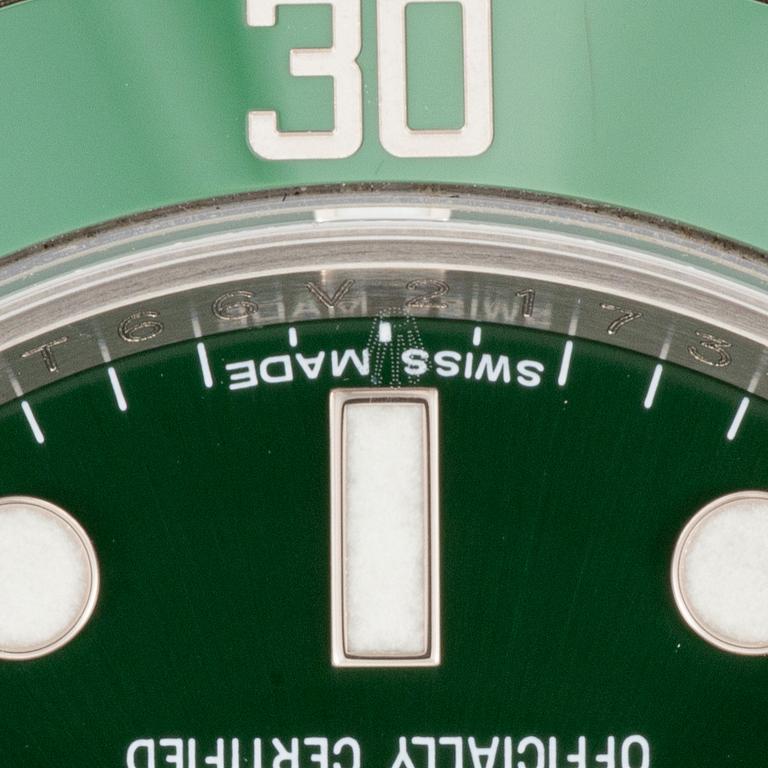 30
T66V2173
SWISS MADE
OFFICIALLY CERTIFIED